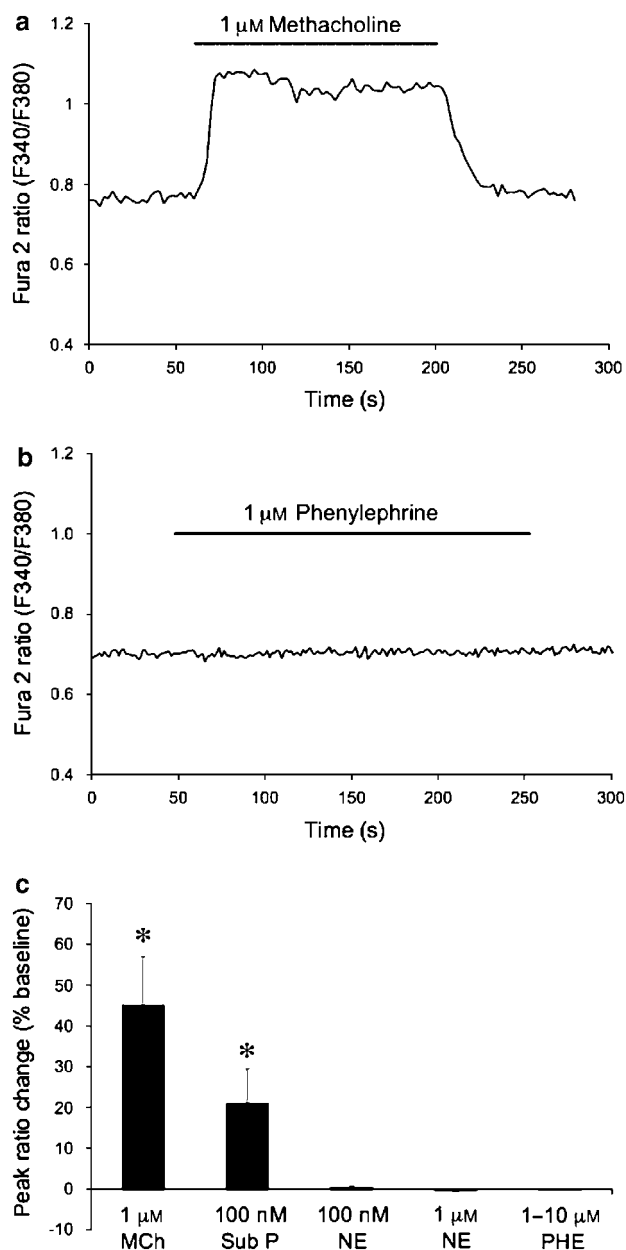 a
1 μM Methacholine
Fura 2 ratio (F340/F380)
1.2
1
0.8
0.6
0.4
0 50 100 150 200 250 300
Time (s)
b
1 μM Phenylephrine
Fura 2 ratio (F340/F380)
1.2
1.0
0.8
0.6
0.4
0 50 100 150 200 250 300
Time (s)
c
Peak ratio change (% baseline)
70
60
50
40
30
20
10
0
-10
* *
1 μM 100 nM 100 nM 1 μM 1–10 μM
MCh Sub P NE NE PHE